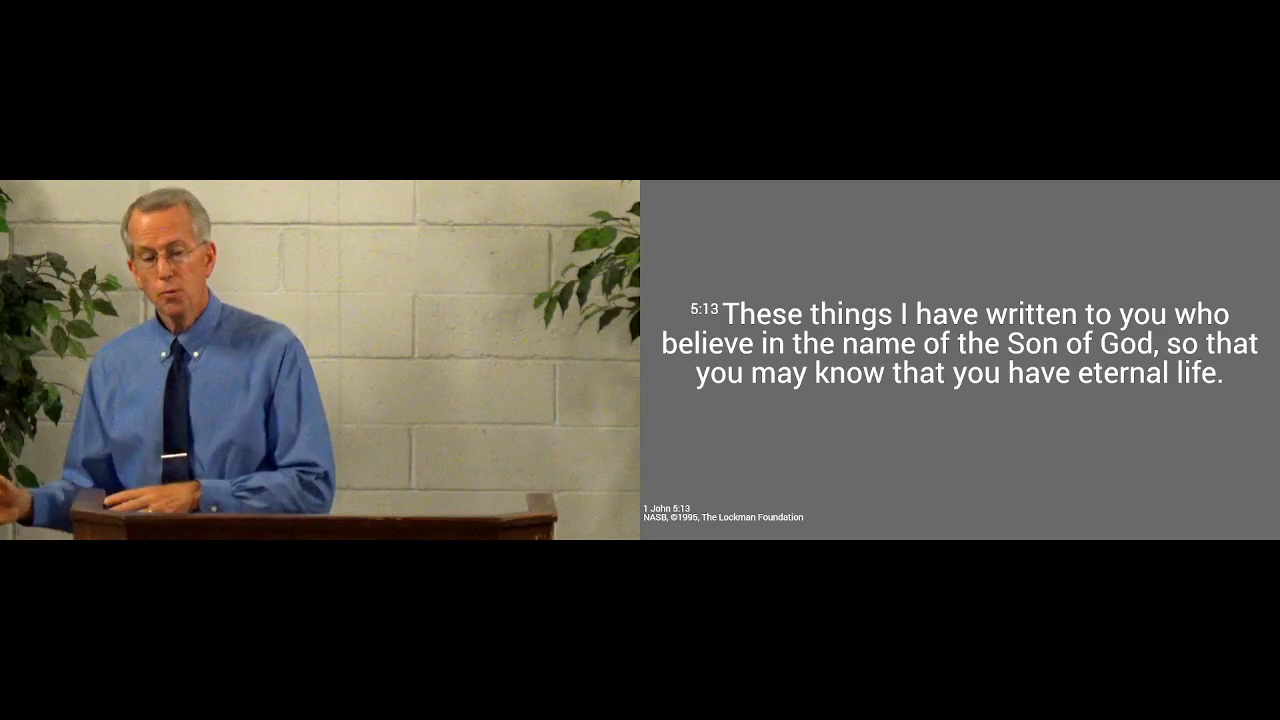 5:13 These things I have written to you who
believe in the name of the Son of God, so that
you may know that you have eternal life.
1 John 5:13
NASB, ©1995, The Lockman Foundation